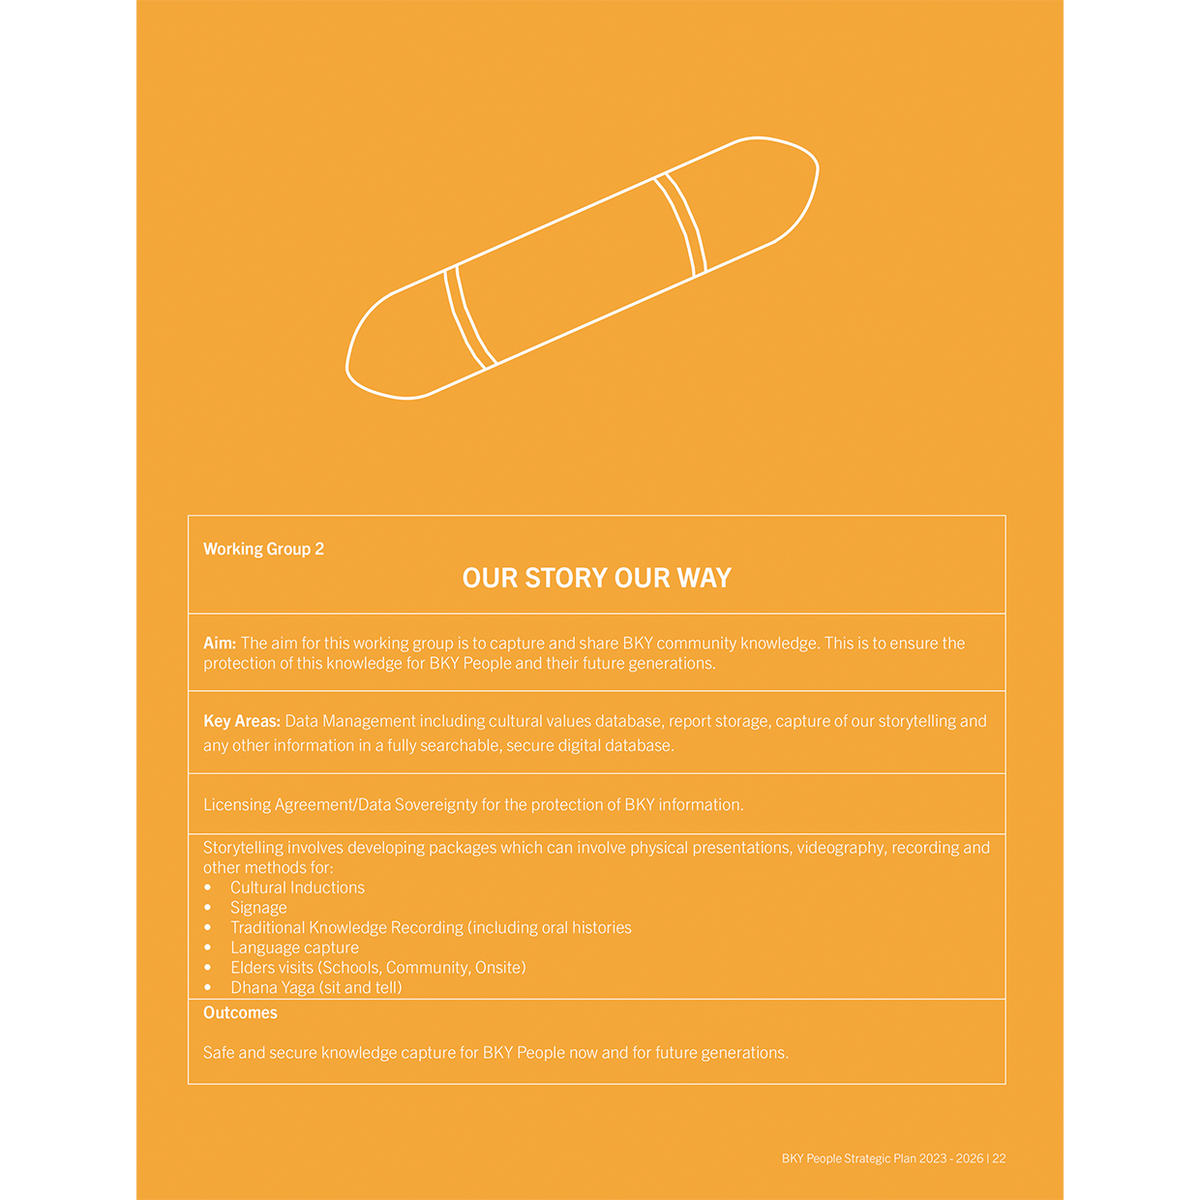 Working Group 2
OUR STORY OUR WAY
Aim: The aim for this working group is to capture and share BKY community knowledge. This is to ensure the
protection of this knowledge for BKY People and their future generations.
Key Areas: Data Management including cultural values database, report storage, capture of our storytelling and
any other information in a fully searchable, secure digital database.
Licensing Agreement/Data Sovereignty for the protection of BKY information.
Storytelling involves developing packages which can involve physical presentations, videography, recording and
other methods for:
• Cultural Inductions
• Signage
• Traditional Knowledge Recording (including oral histories
• Language capture
• Elders visits (Schools, Community, Onsite)
• Dhana Yaga (sit and tell)
Outcomes
Safe and secure knowledge capture for BKY People now and for future generations.
BKY People Strategic Plan 2023 - 2026 | 22